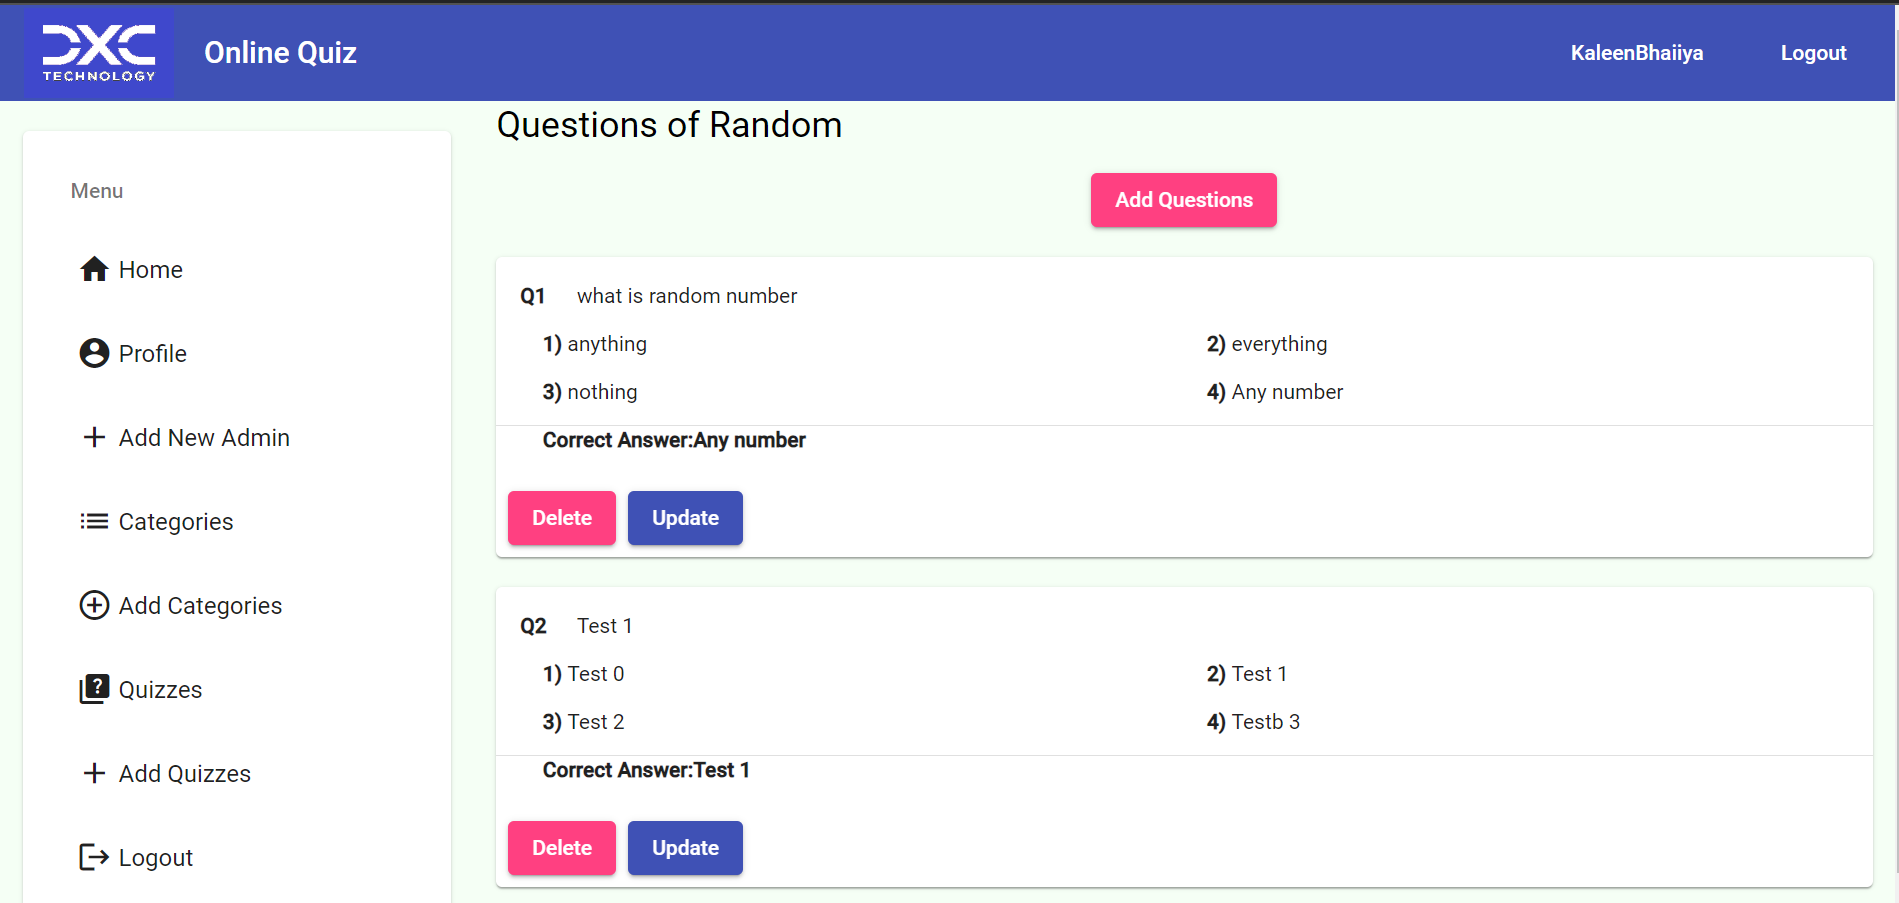 DXC
TECHNOLOGY
Online Quiz
KaleenBhaiiya
Logout
Menu
Home
Profile
Add New Admin
Categories
Add Categories
Quizzes
Add Quizzes
Logout
Questions of Random
Add Questions
Q1 what is random number
1) anything 2) everything
3) nothing 4) Any number
Correct Answer:Any number
Delete Update
Q2 Test 1
1) Test 0 2) Test 1
3) Test 2 4) Testb 3
Correct Answer:Test 1
Delete Update